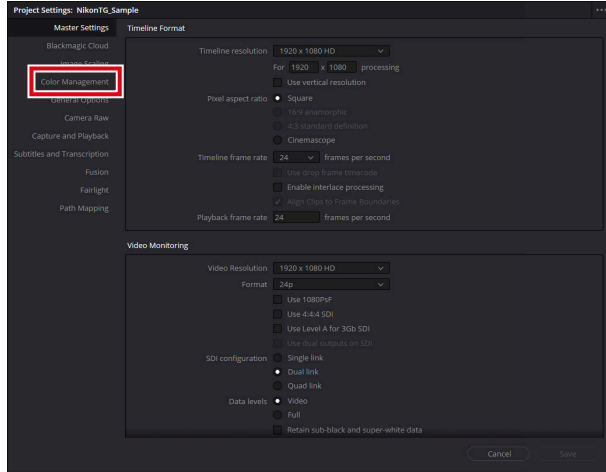 Project Settings: NikonTG_Sample
Master Settings
Blackmagic Cloud
Image Scaling
Color Management
General Options
Camera Raw
Capture and Playback
Subtitles and Transcription
Fusion
Fairlight
Path Mapping
Timeline Format
Timeline resolution 1920 x 1080 HD
For 1920 x 1080 processing
Use vertical resolution
Pixel aspect ratio Square
16:9 anamorphic
4:3 standard definition
Cinemascope
Timeline frame rate 24 frames per second
Use drop frame timecode
Enable interlace processing
Align Clips to Frame Boundaries
Playback frame rate 24 frames per second
Video Monitoring
Video Resolution 1920 x 1080 HD
Format 24p
Use 1080PsF
Use 4:4:4 SDI
Use Level A for 3Gb SDI
Use dual outputs on SDI
SDI configuration Single link
Dual link
Quad link
Data levels Video
Full
Retain sub-black and super-white data
Cancel Save